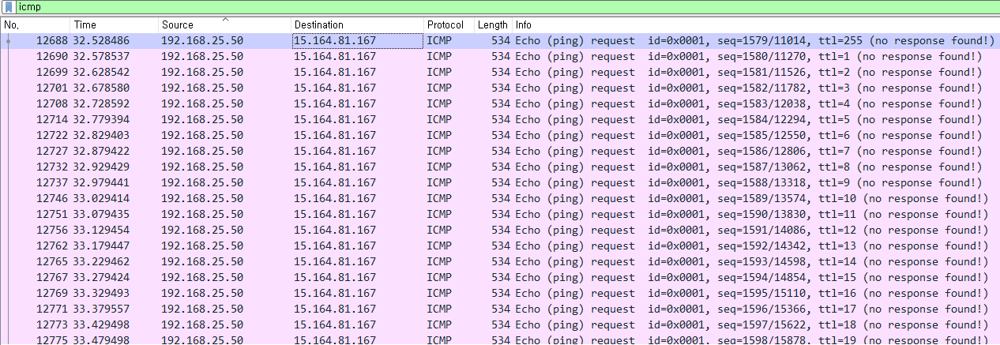 icmp
No. Time Source Destination Protocol Length Info
12688 32.528486 192.168.25.50 15.164.81.167 ICMP 534 Echo (ping) request id=0x0001, seq=1579/11014, ttl=255 (no response found!)
12690 32.578537 192.168.25.50 15.164.81.167 ICMP 534 Echo (ping) request id=0x0001, seq=1580/11270, ttl=1 (no response found!)
12699 32.628542 192.168.25.50 15.164.81.167 ICMP 534 Echo (ping) request id=0x0001, seq=1581/11526, ttl=2 (no response found!)
12701 32.678580 192.168.25.50 15.164.81.167 ICMP 534 Echo (ping) request id=0x0001, seq=1582/11782, ttl=3 (no response found!)
12708 32.728592 192.168.25.50 15.164.81.167 ICMP 534 Echo (ping) request id=0x0001, seq=1583/12038, ttl=4 (no response found!)
12714 32.779394 192.168.25.50 15.164.81.167 ICMP 534 Echo (ping) request id=0x0001, seq=1584/12294, ttl=5 (no response found!)
12722 32.829403 192.168.25.50 15.164.81.167 ICMP 534 Echo (ping) request id=0x0001, seq=1585/12550, ttl=6 (no response found!)
12727 32.879422 192.168.25.50 15.164.81.167 ICMP 534 Echo (ping) request id=0x0001, seq=1586/12806, ttl=7 (no response found!)
12732 32.929429 192.168.25.50 15.164.81.167 ICMP 534 Echo (ping) request id=0x0001, seq=1587/13062, ttl=8 (no response found!)
12737 32.979441 192.168.25.50 15.164.81.167 ICMP 534 Echo (ping) request id=0x0001, seq=1588/13318, ttl=9 (no response found!)
12746 33.029414 192.168.25.50 15.164.81.167 ICMP 534 Echo (ping) request id=0x0001, seq=1589/13574, ttl=10 (no response found!)
12751 33.079435 192.168.25.50 15.164.81.167 ICMP 534 Echo (ping) request id=0x0001, seq=1590/13830, ttl=11 (no response found!)
12756 33.129454 192.168.25.50 15.164.81.167 ICMP 534 Echo (ping) request id=0x0001, seq=1591/14086, ttl=12 (no response found!)
12762 33.179447 192.168.25.50 15.164.81.167 ICMP 534 Echo (ping) request id=0x0001, seq=1592/14342, ttl=13 (no response found!)
12765 33.229462 192.168.25.50 15.164.81.167 ICMP 534 Echo (ping) request id=0x0001, seq=1593/14598, ttl=14 (no response found!)
12767 33.279424 192.168.25.50 15.164.81.167 ICMP 534 Echo (ping) request id=0x0001, seq=1594/14854, ttl=15 (no response found!)
12769 33.329493 192.168.25.50 15.164.81.167 ICMP 534 Echo (ping) request id=0x0001, seq=1595/15110, ttl=16 (no response found!)
12771 33.379557 192.168.25.50 15.164.81.167 ICMP 534 Echo (ping) request id=0x0001, seq=1596/15366, ttl=17 (no response found!)
12773 33.429498 192.168.25.50 15.164.81.167 ICMP 534 Echo (ping) request id=0x0001, seq=1597/15622, ttl=18 (no response found!)
12775 33.479498 192.168.25.50 15.164.81.167 ICMP 534 Echo (ping) request id=0x0001, seq=1598/15878, ttl=19 (no response found!)